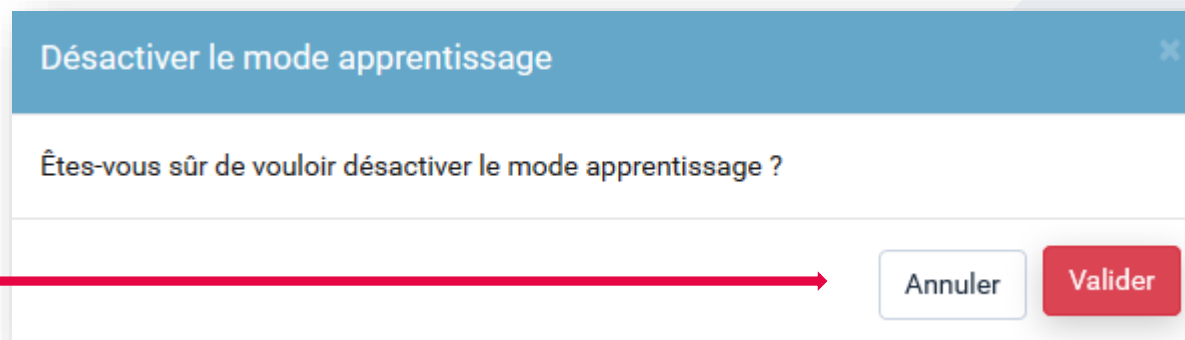 Désactiver le mode apprentissage
Êtes-vous sûr de vouloir désactiver le mode apprentissage ?
Annuler
Valider